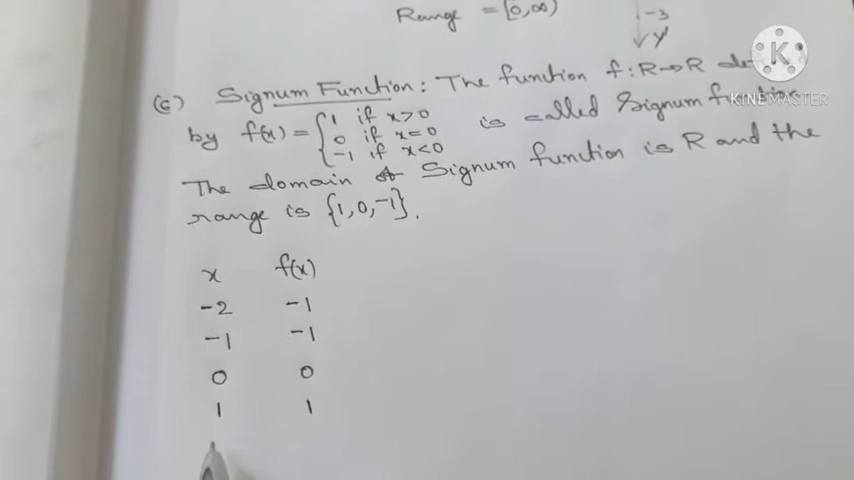 Range = [0,∞)
-3
Y'
KINEMASTER
(c) Signum Function: The function f: R→R
by f(x) = { 1 if x>0
0 if x=0
-1 if x<0 is called Signum function
The domain of Signum function is R and the
range is {1, 0, -1}.
x f(x)
-2 -1
-1 -1
0 0
1 1